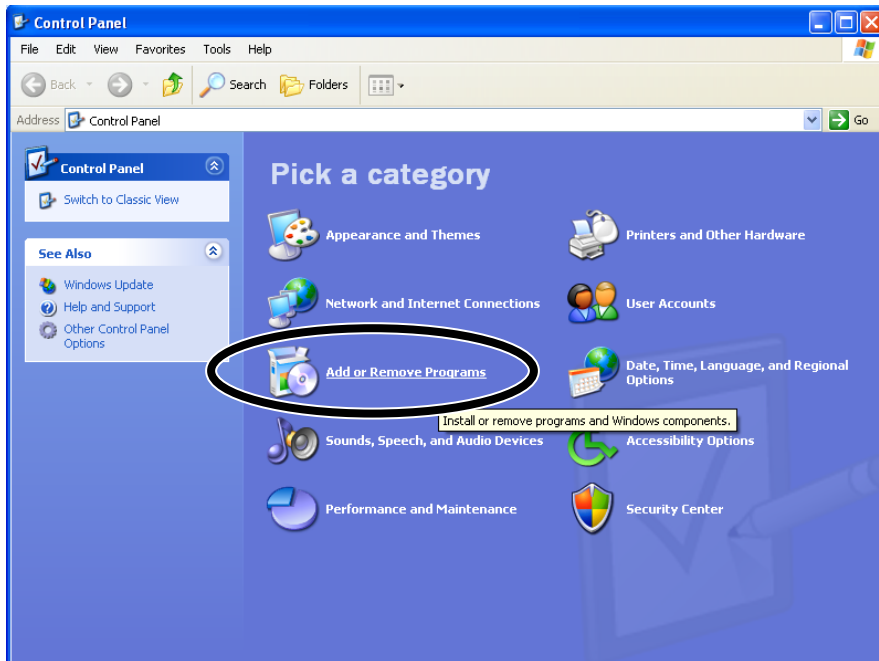 Control Panel
File Edit View Favorites Tools Help
Back Search Folders
Address Control Panel Go
Control Panel
Switch to Classic View
See Also
Windows Update
Help and Support
Other Control Panel
Options
Pick a category
Appearance and Themes
Printers and Other Hardware
Network and Internet Connections
User Accounts
Add or Remove Programs
Date, Time, Language, and Regional
Options
Install or remove programs and Windows components.
Sounds, Speech, and Audio Devices
Accessibility Options
Performance and Maintenance
Security Center